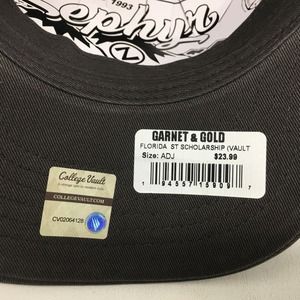 1993
Zephyr
Z
GARNET & GOLD
FLORIDA ST SCHOLARSHIP (VAULT
Size: ADJ
$23.99
1 94557 15909 7
College Vault
COLLEGEVAULT.COM
CV02064128